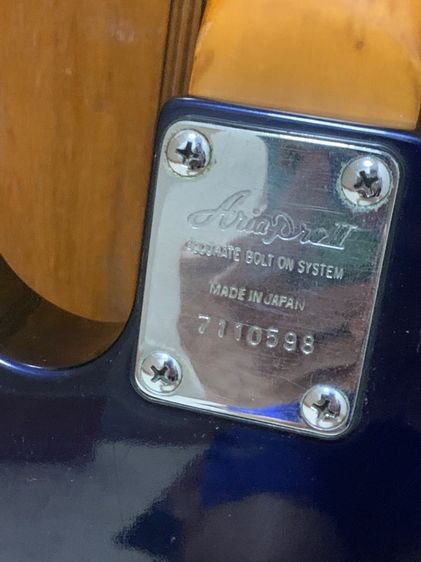 Aria Pro II
ACCURATE BOLT ON SYSTEM
MADE IN JAPAN
7110598